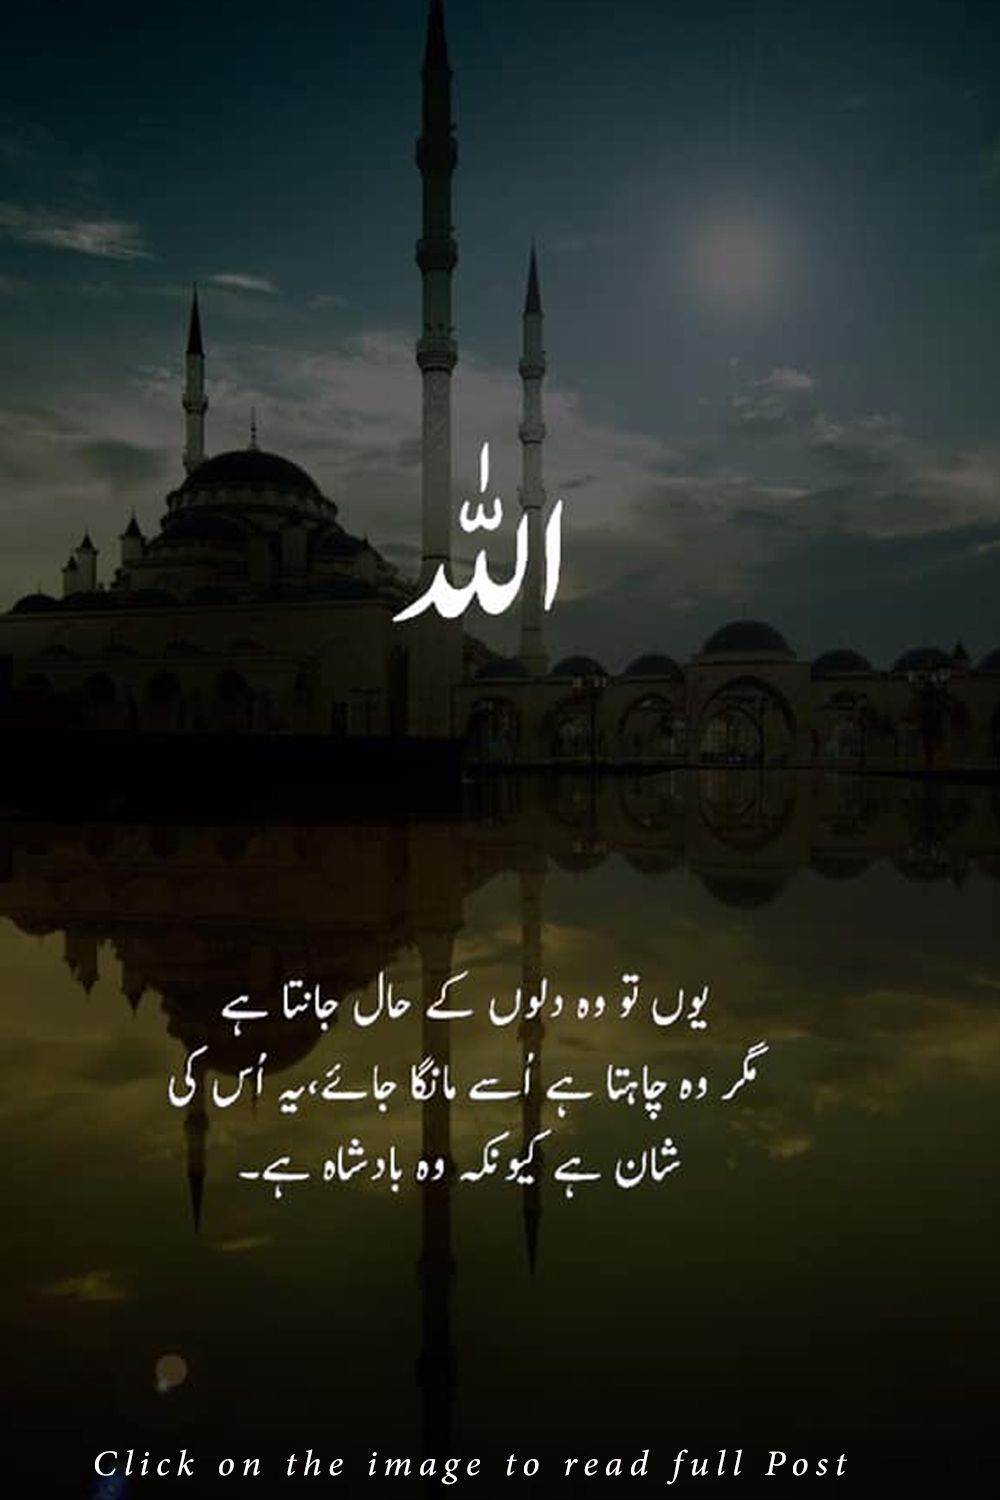 اللہ
یوں تو وہ دلوں کے حال جانتا ہے
مگر وہ چاہتا ہے اُسے مانگا جائے،یہ اُس کی
شان ہے کیونکہ وہ بادشاہ ہے۔
Click on the image to read full Post